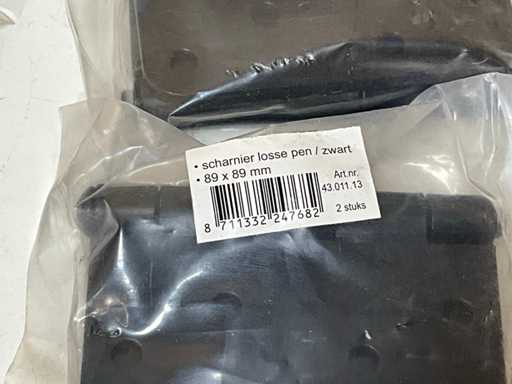 • scharnier losse pen / zwart
• 89 x 89 mm
Art.nr.
43.011.13
8 711332 247682
2 stuks